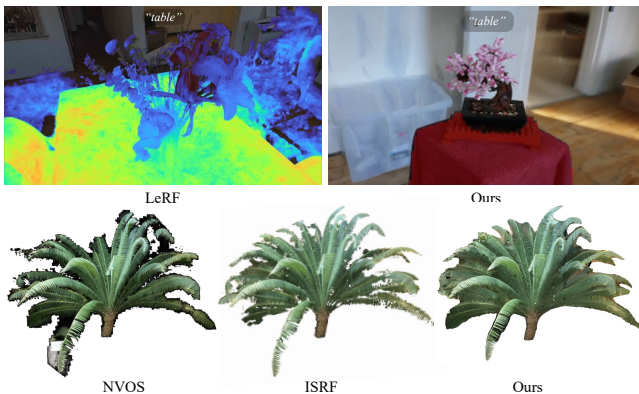 “table”
“table”
LeRF
Ours
NVOS
ISRF
Ours